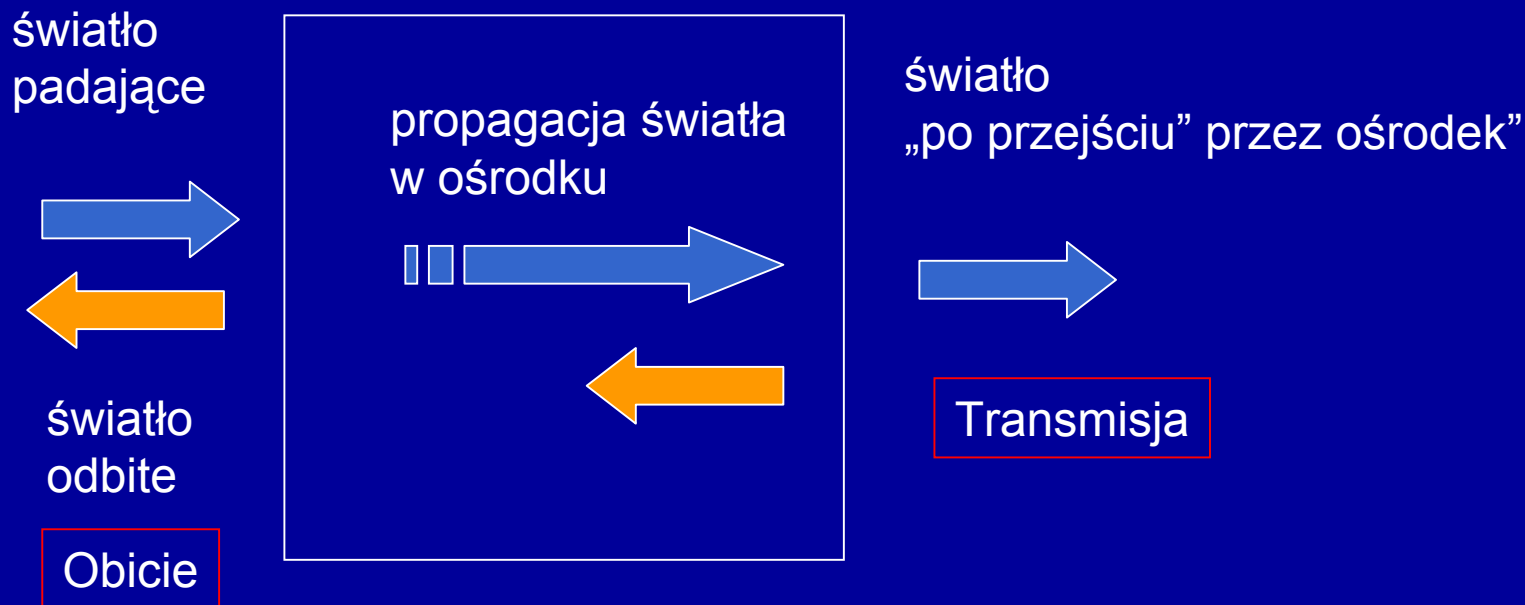 światło
padające
propagacja światła
w ośrodku
światło
„po przejściu” przez ośrodek”
światło
odbite
Obicie
Transmisja